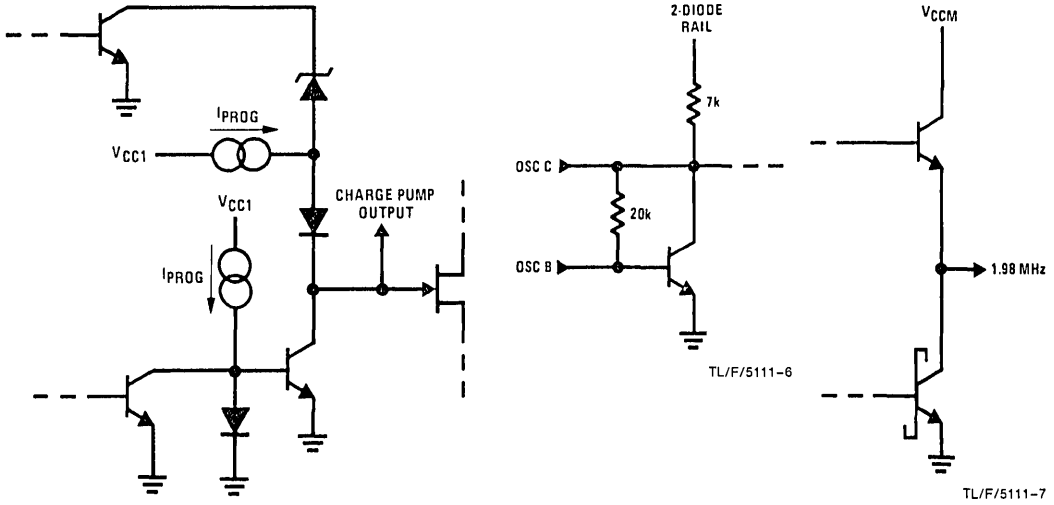 IPROG
VCC1
VCC1
IPROG
CHARGE PUMP
OUTPUT
2-DIODE
RAIL
7k
OSC C
20k
OSC B
TL/F/5111-6
VCCM
1.98 MHz
TL/F/5111-7